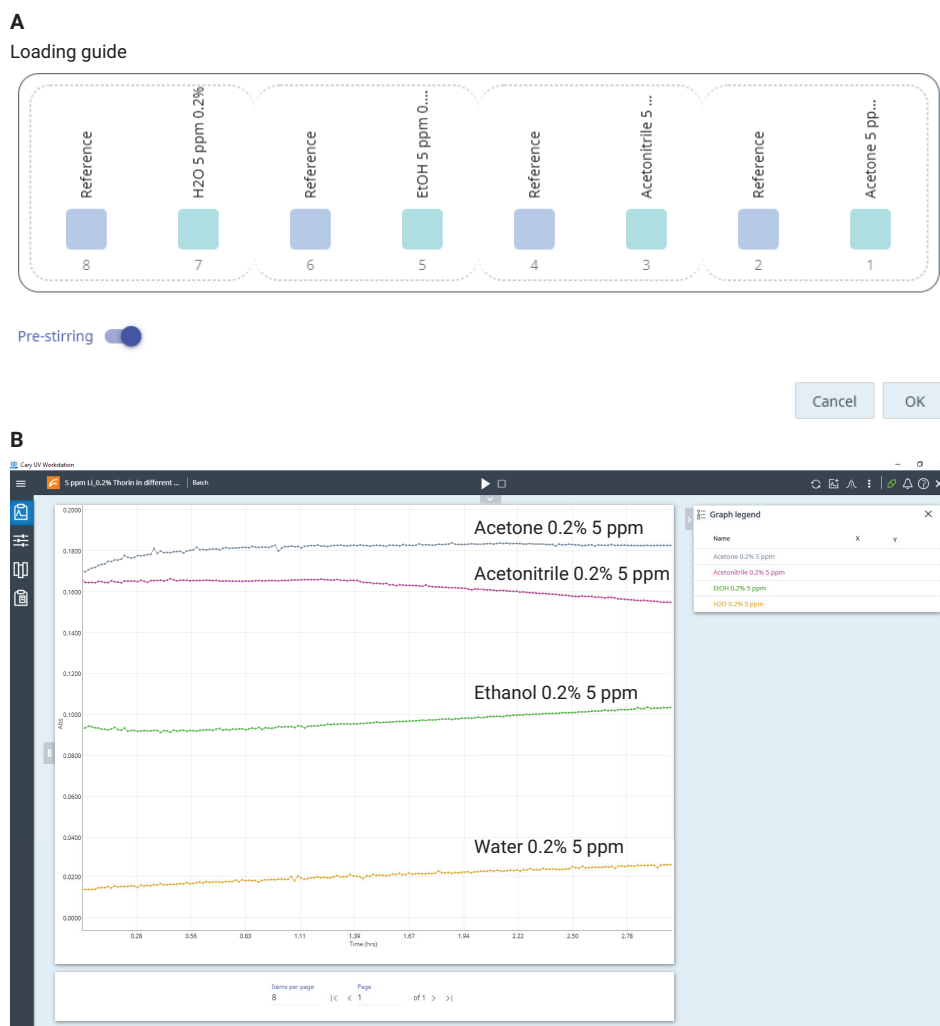 A
Loading guide
Reference
H2O 5 ppm 0.2%
Reference
EtOH 5 ppm 0....
Reference
Acetonitrile 5 ...
Reference
Acetone 5 pp...
8
7
6
5
4
3
2
1
Pre-stirring
Cancel
OK
B
Cary UV Workstation
5 ppm Li_0.2% Thorin in different ...
Batch
Graph legend
Name
X
Y
Acetone 0.2% 5 ppm
Acetonitrile 0.2% 5 ppm
EtOH 0.2% 5 ppm
H2O 0.2% 5 ppm
0.2000
0.1800
0.1600
0.1400
0.1200
0.1000
0.0800
0.0600
0.0400
0.0200
0.0000
Abs
Acetone 0.2% 5 ppm
Acetonitrile 0.2% 5 ppm
Ethanol 0.2% 5 ppm
Water 0.2% 5 ppm
0.28
0.56
0.83
1.11
1.39
1.67
1.94
2.22
2.50
2.78
Time (hrs)
Items per page
8
Page
1
of 1